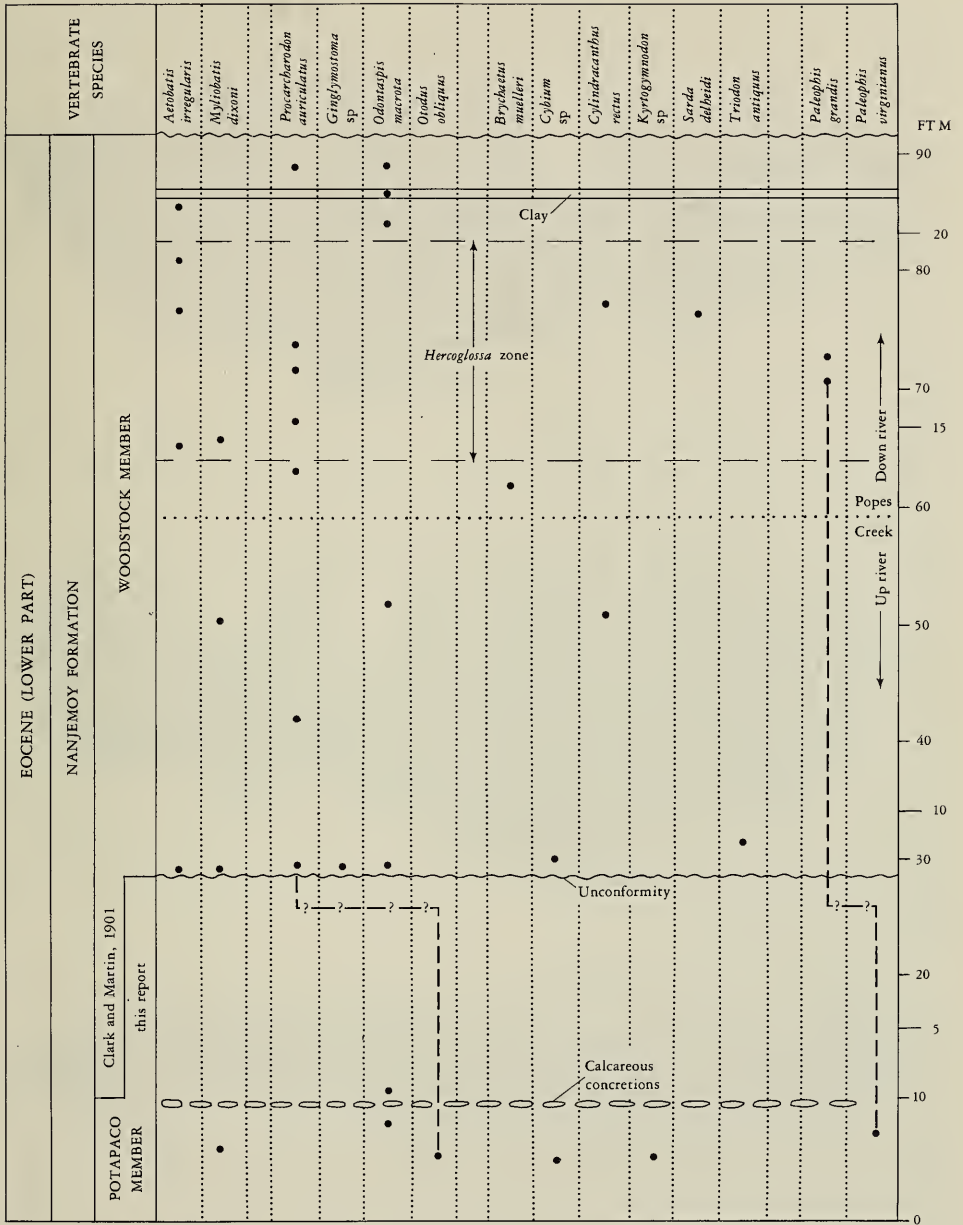 VERTEBRATE
SPECIES
Aetobatis
irregularis
Myliobatis
dixoni
Procarcharodon
auriculatus
Ginglymostoma
sp
Odontaspis
macrota
Otodus
obliquus
Brychaetus
muelleri
Cybium
sp
Cylindracanthus
rectus
Kyrtogymnodon
sp
Sarda
delheidi
Triodon
antiquus
Paleophis
grandis
Paleophis
virginianus
FT M
EOCENE (LOWER PART)
NANJEMOY FORMATION
WOODSTOCK MEMBER
Clark and Martin, 1901
this report
POTAPACO
MEMBER
90
Clay
20
80
Hercoglossa zone
Down river
70
15
Popes
60
Creek
Up river
50
40
10
30
Unconformity
? ? ? ?
? ?
20
5
Calcareous
concretions
10
0